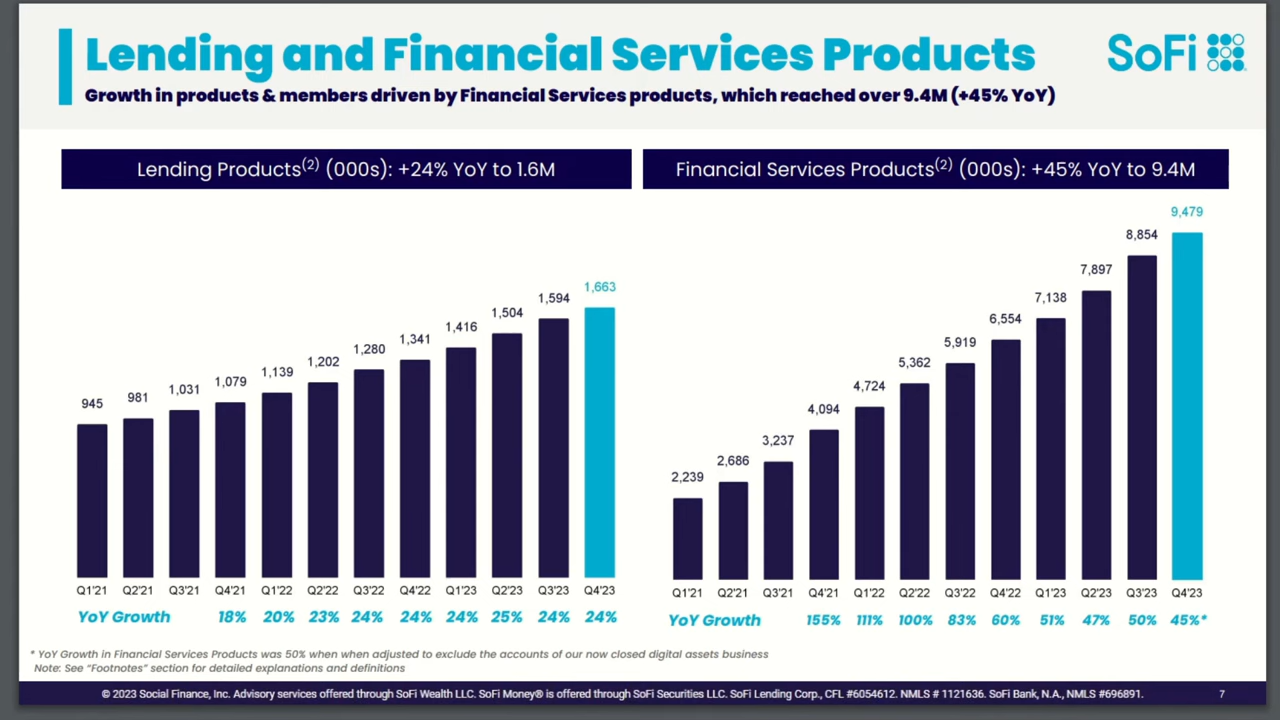 Lending and Financial Services Products
SoFi
Growth in products & members driven by Financial Services products, which reached over 9.4M (+45% YoY)
Lending Products(2) (000s): +24% YoY to 1.6M
945 981 1,031 1,079 1,139 1,202 1,280 1,341 1,416 1,504 1,594 1,663
Q1'21 Q2'21 Q3'21 Q4'21 Q1'22 Q2'22 Q3'22 Q4'22 Q1'23 Q2'23 Q3'23 Q4'23
YoY Growth 18% 20% 23% 24% 24% 24% 25% 24% 24%
Financial Services Products(2) (000s): +45% YoY to 9.4M
2,239 2,686 3,237 4,094 4,724 5,362 5,919 6,554 7,138 7,897 8,854 9,479
Q1'21 Q2'21 Q3'21 Q4'21 Q1'22 Q2'22 Q3'22 Q4'22 Q1'23 Q2'23 Q3'23 Q4'23
YoY Growth 155% 111% 100% 83% 60% 51% 47% 50% 45%*
* YoY Growth in Financial Services Products was 50% when when adjusted to exclude the accounts of our now closed digital assets business
Note: See “Footnotes” section for detailed explanations and definitions
© 2023 Social Finance, Inc. Advisory services offered through SoFi Wealth LLC. SoFi Money® is offered through SoFi Securities LLC. SoFi Lending Corp., CFL #6054612. NMLS # 1121636. SoFi Bank, N.A., NMLS #696891.
7